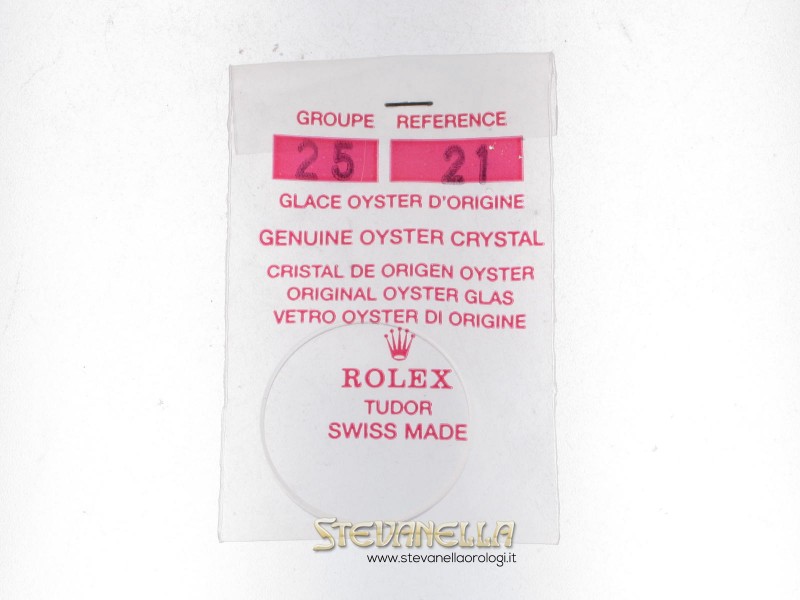 GROUPE REFERENCE
25 21
GLACE OYSTER D'ORIGINE
GENUINE OYSTER CRYSTAL
CRISTAL DE ORIGEN OYSTER
ORIGINAL OYSTER GLAS
VETRO OYSTER DI ORIGINE
ROLEX
TUDOR
SWISS MADE
STEVANELLA
www.stevanellaorologi.it